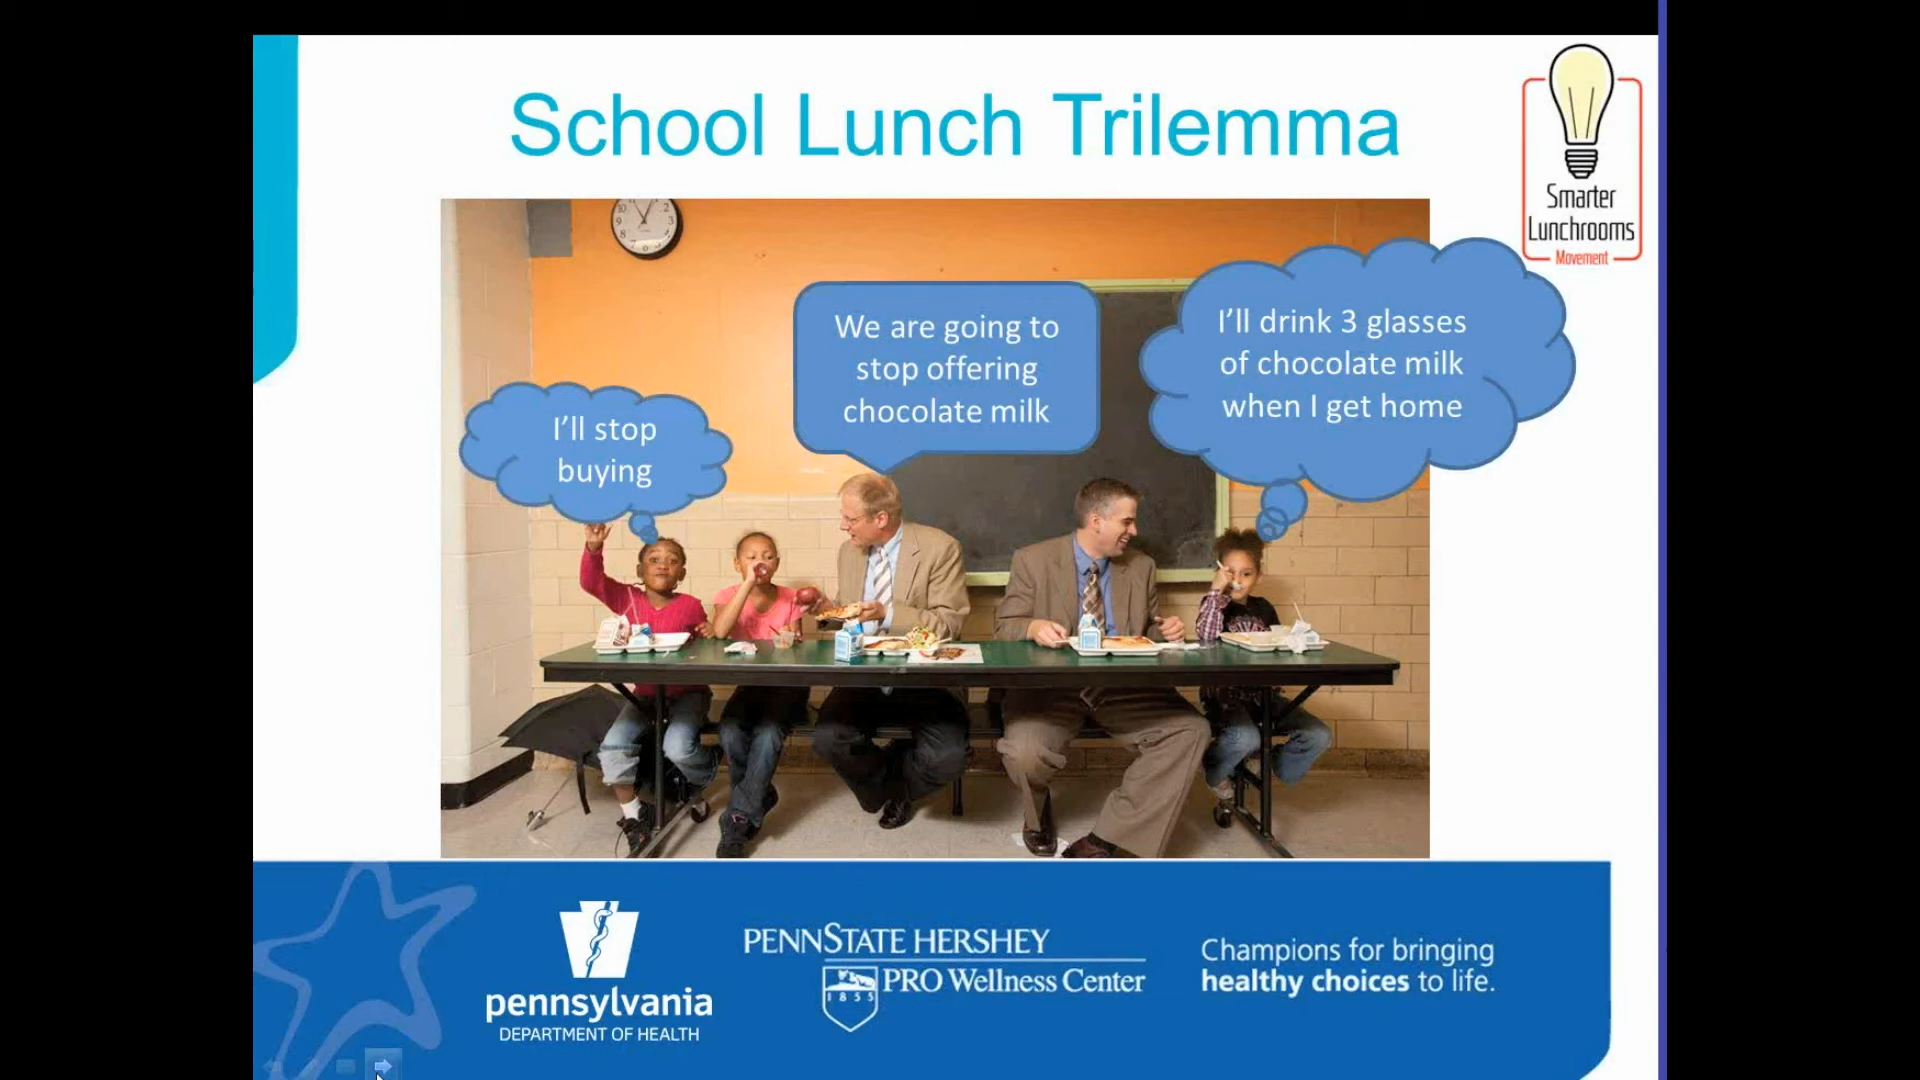 School Lunch Trilemma
Smarter
Lunchrooms
Movement
I'll drink 3 glasses
of chocolate milk
when I get home
We are going to
stop offering
chocolate milk
I'll stop
buying
pennsylvania
DEPARTMENT OF HEALTH
PENNSTATE HERSHEY
PRO Wellness Center
1855
Champions for bringing
healthy choices to life.